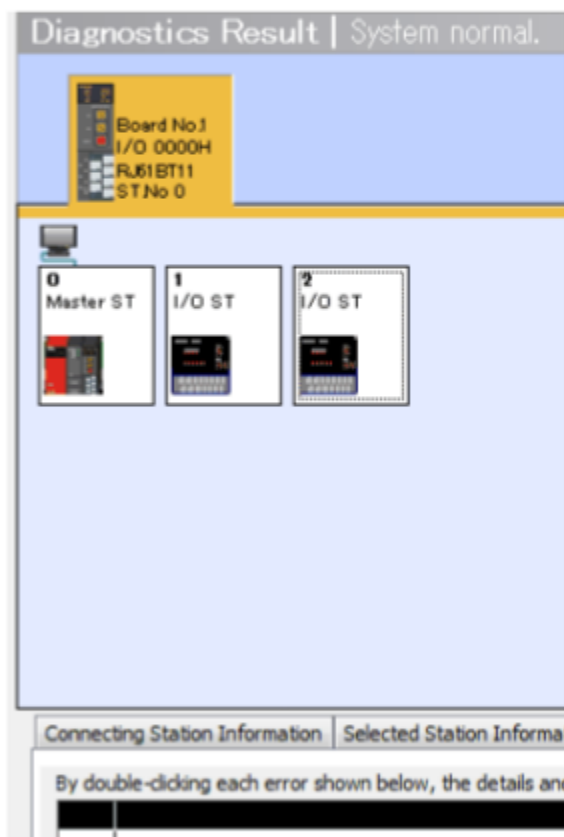 Diagnostics Result | System normal.
Board No.1
I/O 0000H
RJ61BT11
ST.No 0
0
Master ST
1
I/O ST
2
I/O ST
Connecting Station Information
Selected Station Informa
By double-clicking each error shown below, the details and